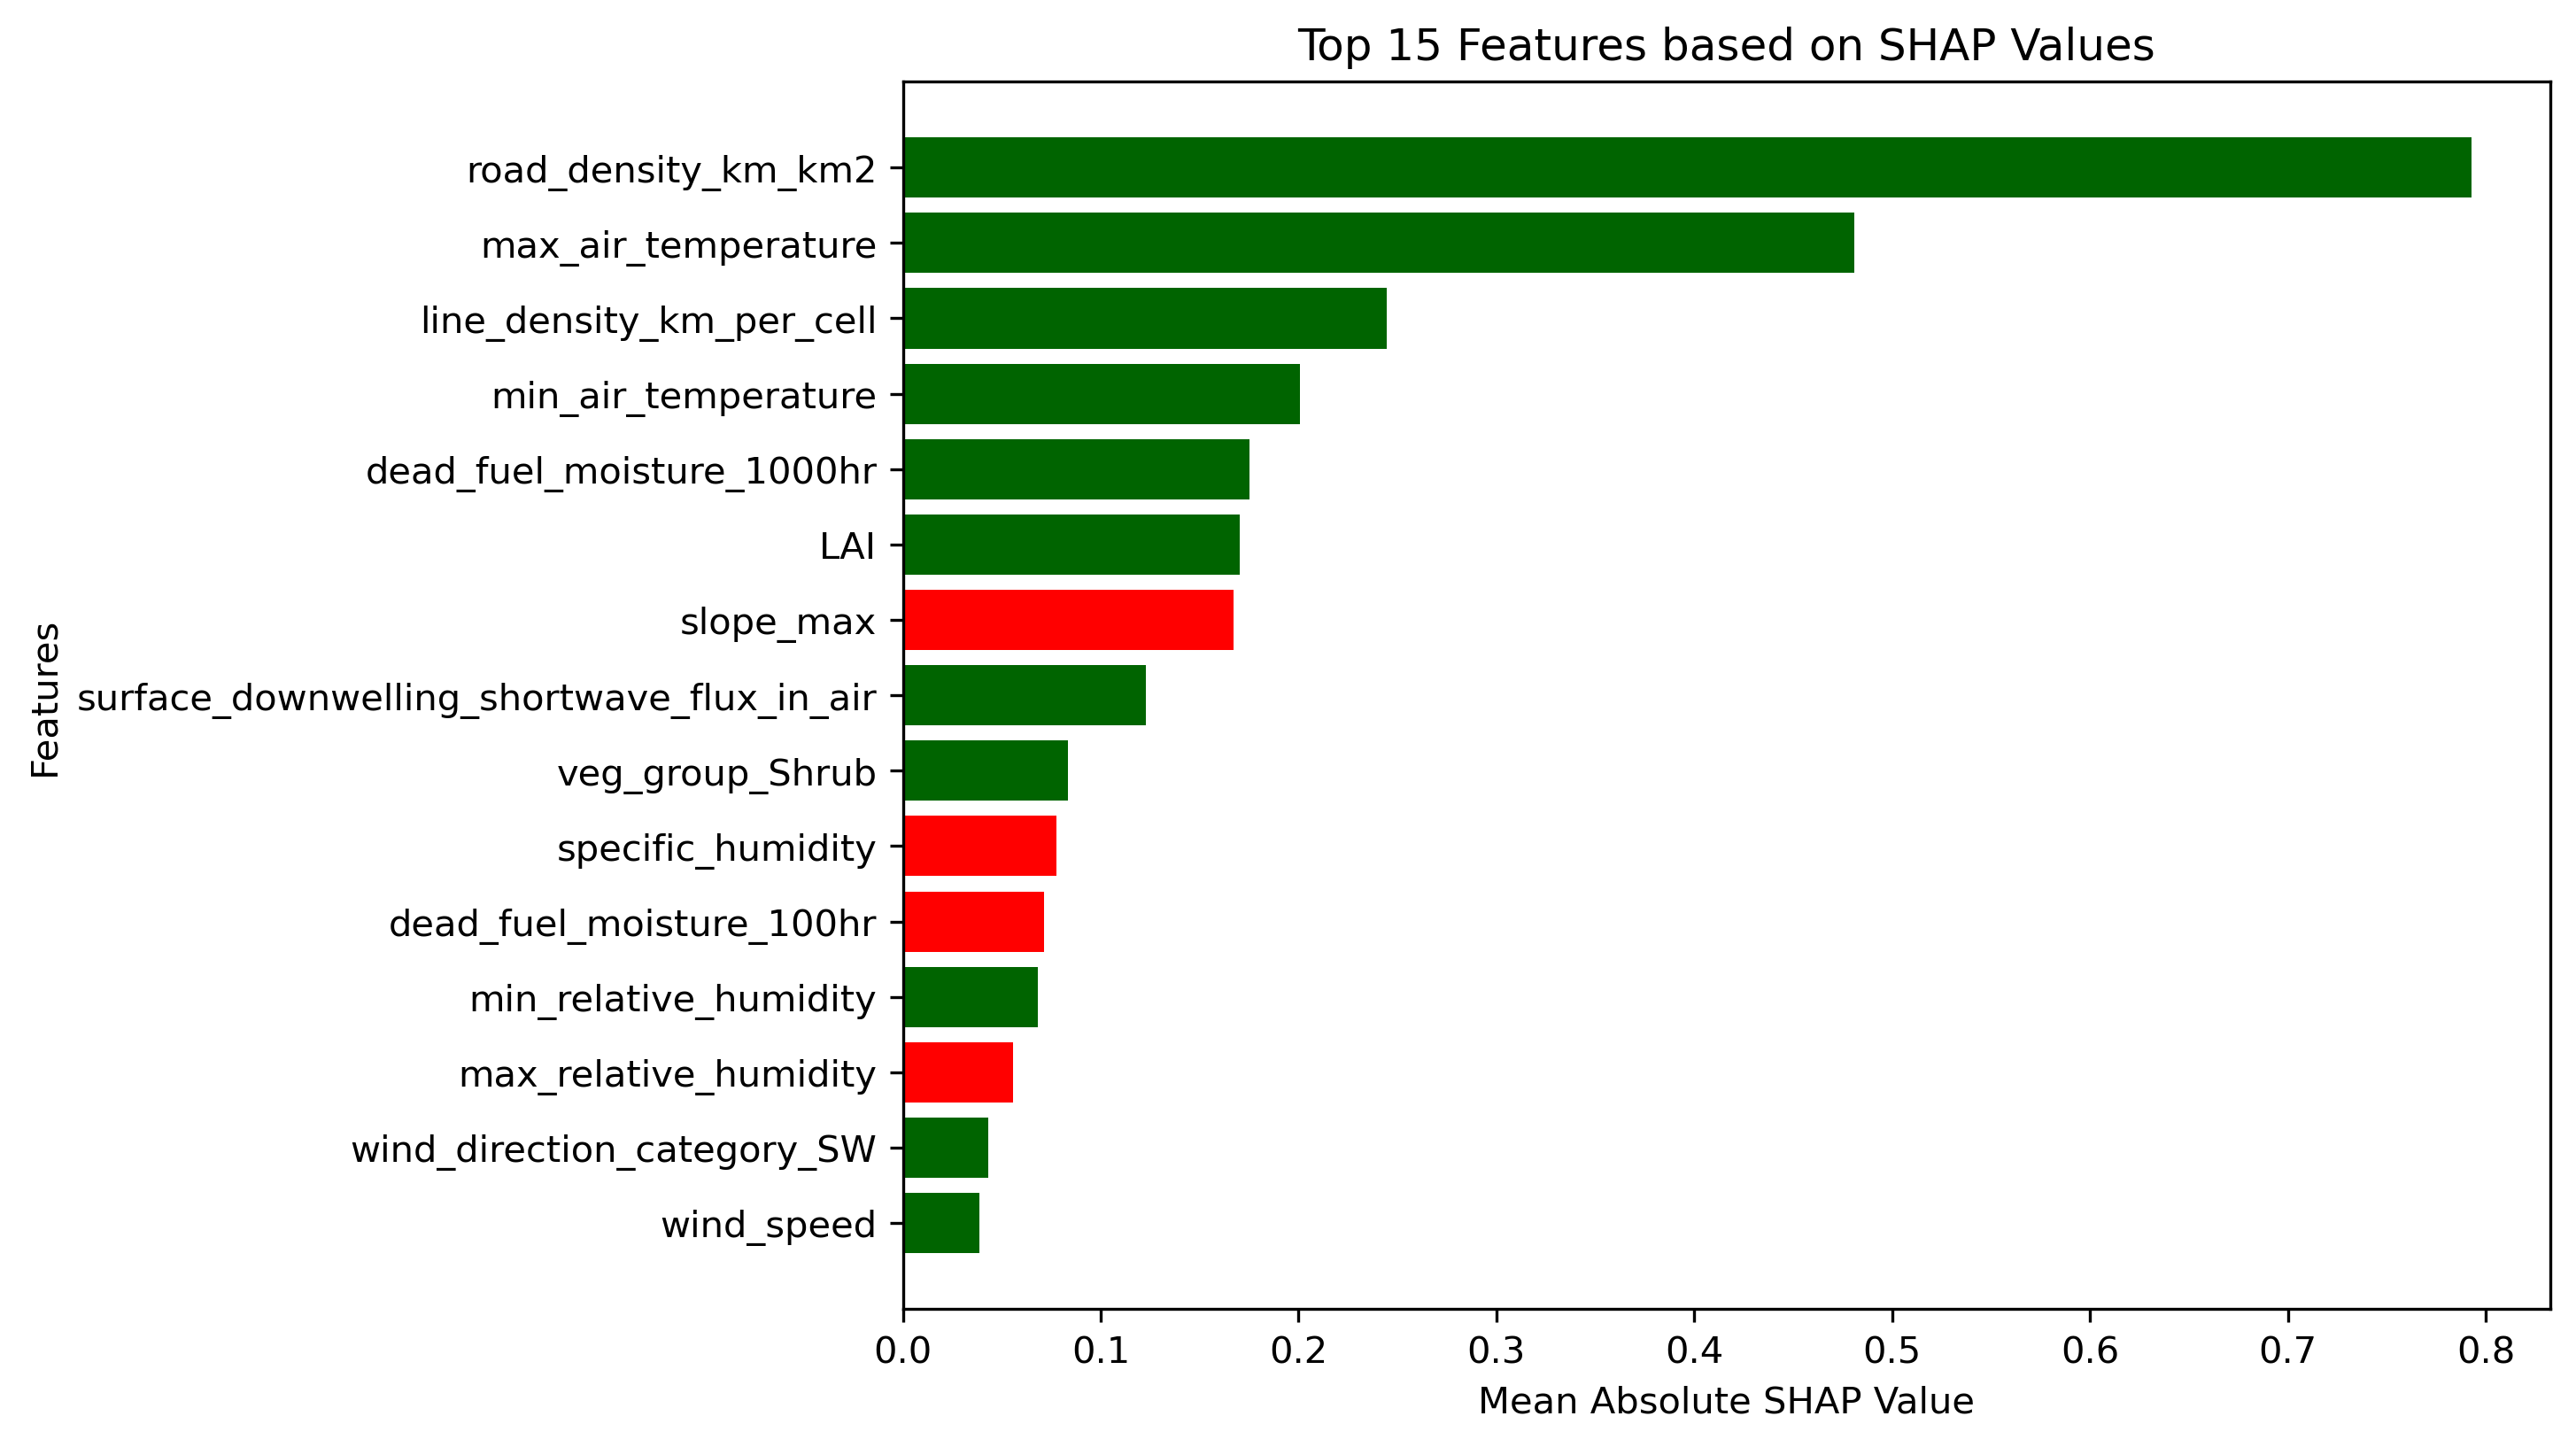 Top 15 Features based on SHAP Values
Features
road_density_km_km2
max_air_temperature
line_density_km_per_cell
min_air_temperature
dead_fuel_moisture_1000hr
LAI
slope_max
surface_downwelling_shortwave_flux_in_air
veg_group_Shrub
specific_humidity
dead_fuel_moisture_100hr
min_relative_humidity
max_relative_humidity
wind_direction_category_SW
wind_speed
0.0 0.1 0.2 0.3 0.4 0.5 0.6 0.7 0.8
Mean Absolute SHAP Value